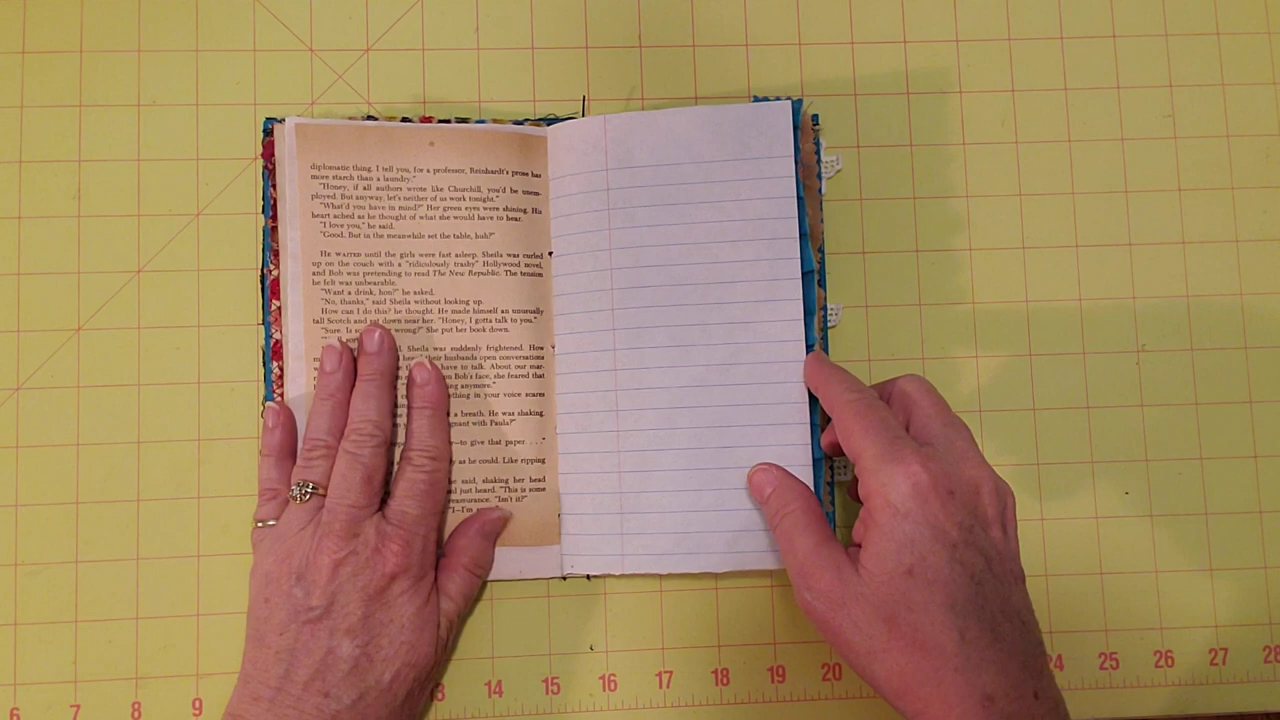 diplomatic thing. I tell you, for a professor, Reinhardt's prose has
more starch than a laundry."
"Honey, if all authors wrote like Churchill, you'd be unem-
ployed. But anyway, let's neither of us work tonight."
"What'd you have in mind?" Her green eyes were shining. His
heart ached as he thought of what she would have to hear.
"I love you," he said.
"Good. But in the meanwhile set the table, huh?"
HE WAITED until the girls were fast asleep. Sheila was curled
up on the couch with a "ridiculously trashy" Hollywood novel,
and Bob was pretending to read The New Republic. The tension
he felt was unbearable.
"Want a drink, hon?" he asked.
"No, thanks," said Sheila without looking up.
How can I do this? he thought. He made himself an unusually
tall Scotch and sat down near her. "Honey, I gotta talk to you."
"Sure. Is wrong?" She put her book down.
Sheila was suddenly frightened. How
their husbands open conversations
have to talk. About our mar-
on Bob's face, she feared that
ing anymore."
thing in your voice scares
a breath. He was shaking.
gnant with Paula?"
—to give that paper. . . ."
y as he could. Like ripping
he said, shaking her head
just heard. "This is some
reassurance. "Isn't it?"
"I—I'm
6 7 8 9 13 14 15 16 17 18 19 20 24 25 26 27 28